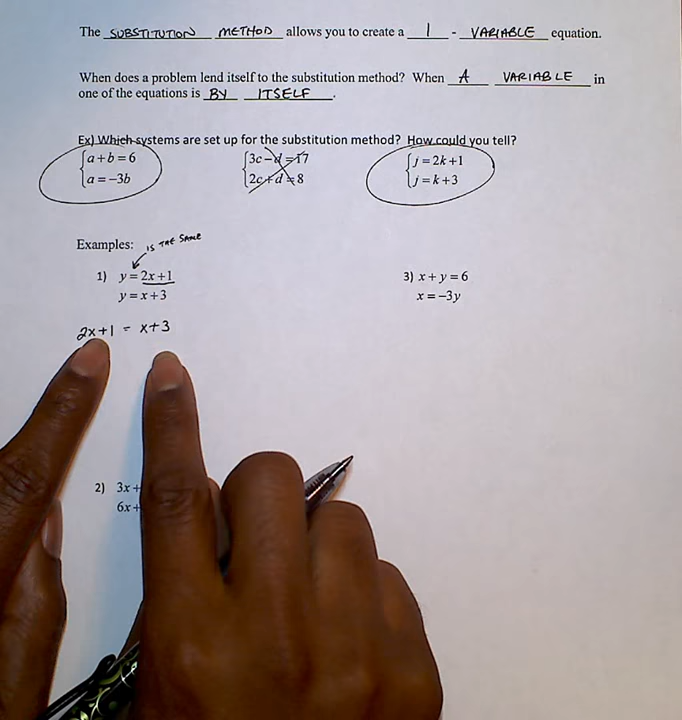 The SUBSTITUTION METHOD allows you to create a 1 - VARIABLE equation.
When does a problem lend itself to the substitution method? When A VARIABLE in
one of the equations is BY ITSELF.
Ex) Which systems are set up for the substitution method? How could you tell?
a + b = 6
a = -3b
3c - d = 17
2c + d = 8
j = 2k + 1
j = k + 3
Examples:
IS THE SAME
1) y = 2x + 1
y = x + 3
2x+1 = x+3
3) x + y = 6
x = -3y
2) 3x +
6x +